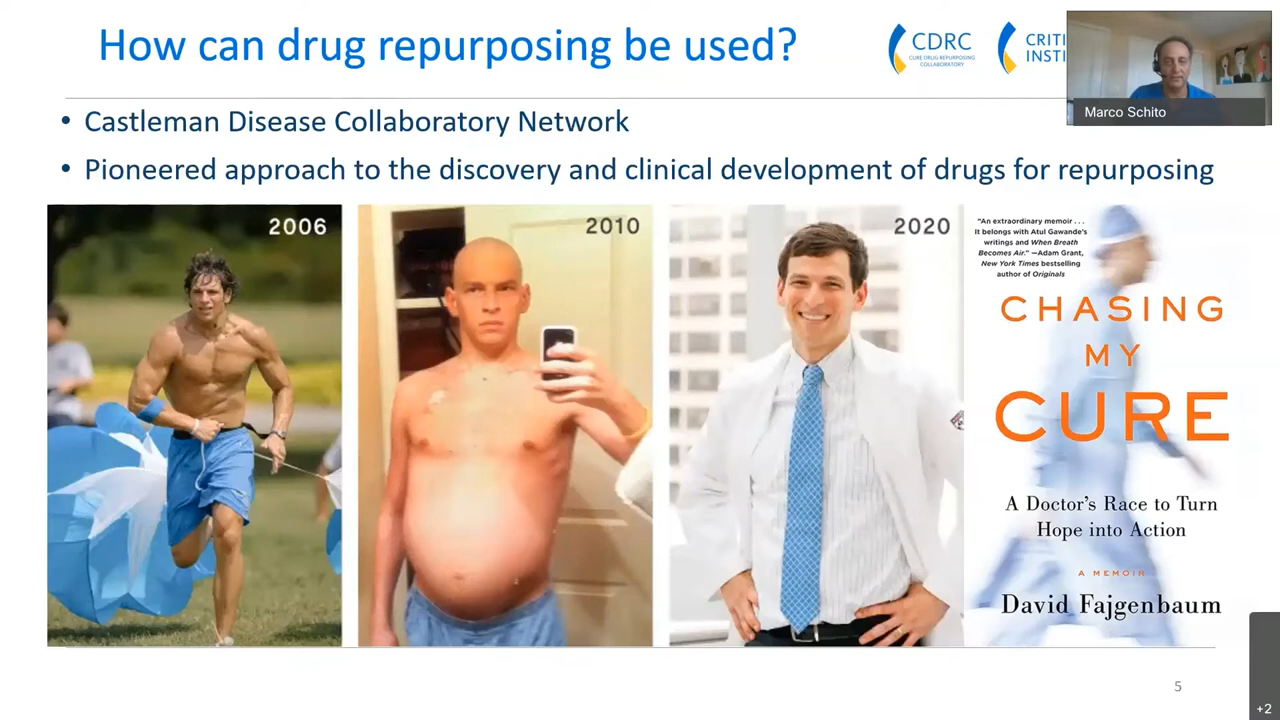 How can drug repurposing be used?
CDRC
CURE DRUG REPURPOSING
COLLABORATORY
CRITI
INSTI
Marco Schito
• Castleman Disease Collaboratory Network
• Pioneered approach to the discovery and clinical development of drugs for repurposing
2006
2010
2020
"An extraordinary memoir . . .
It belongs with Atul Gawande's
writings and When Breath
Becomes Air." —Adam Grant,
New York Times bestselling
author of Originals
CHASING
MY
CURE
A Doctor's Race to Turn
Hope into Action
A MEMOIR
David Fajgenbaum
5
+2